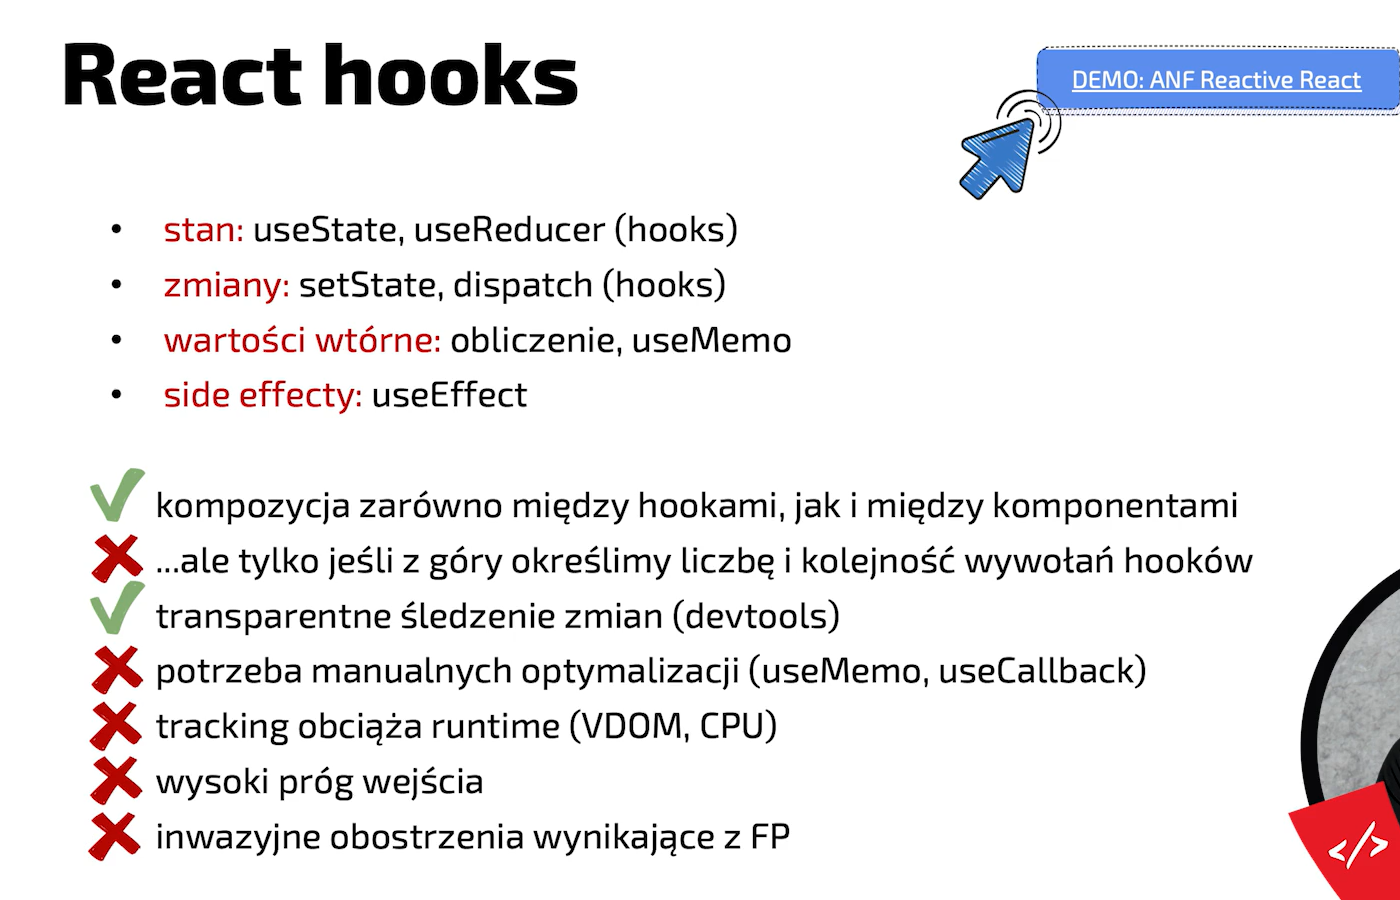 React hooks
DEMO: ANF Reactive React
• stan: useState, useReducer (hooks)
• zmiany: setState, dispatch (hooks)
• wartości wtórne: obliczenie, useMemo
• side effecty: useEffect
✓ kompozycja zarówno między hookami, jak i między komponentami
✗ ...ale tylko jeśli z góry określimy liczbę i kolejność wywołań hooków
✓ transparentne śledzenie zmian (devtools)
✗ potrzeba manualnych optymalizacji (useMemo, useCallback)
✗ tracking obciąża runtime (VDOM, CPU)
✗ wysoki próg wejścia
✗ inwazyjne obostrzenia wynikające z FP
</>